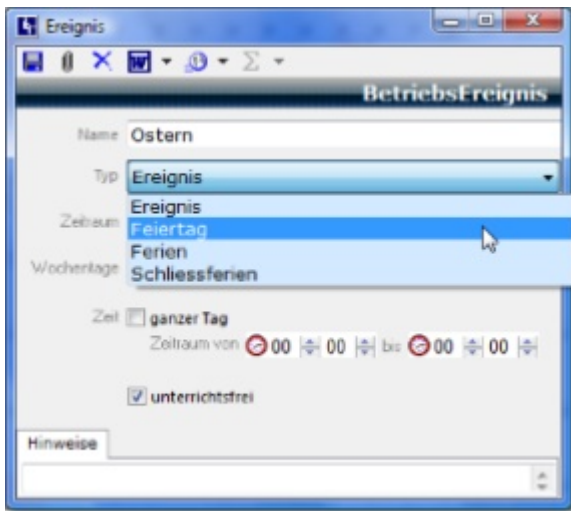 Ereignis
BetriebsEreignis
Name Ostern
Typ Ereignis
Ereignis
Zeitraum Feiertag
Ferien
Wochentage Schliessferien
Zeit ganzer Tag
Zeitraum von 00 00 bis 00 00
unterrichtsfrei
Hinweise